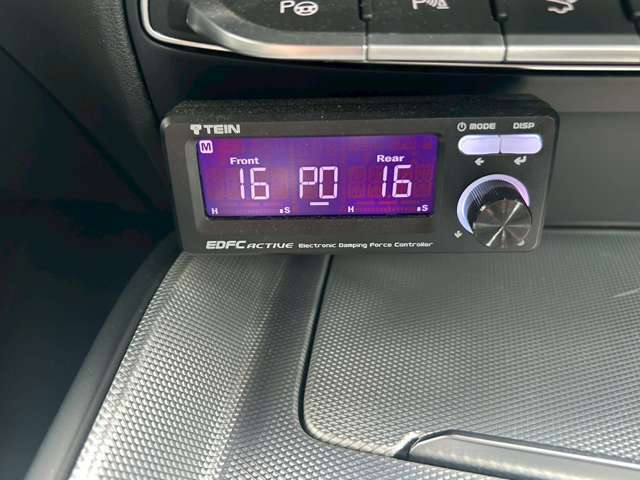 P
P
TEIN
MODE DISP
M
Front Rear
16 P0 16
H S H S
EDFC ACTIVE Electronic Damping Force Controller